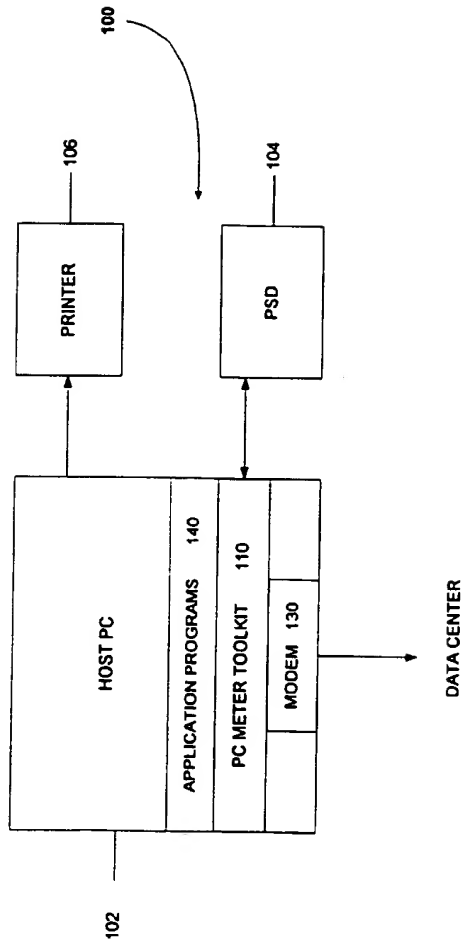 100
106
PRINTER
104
PSD
HOST PC
APPLICATION PROGRAMS 140
PC METER TOOLKIT 110
MODEM 130
102
DATA CENTER